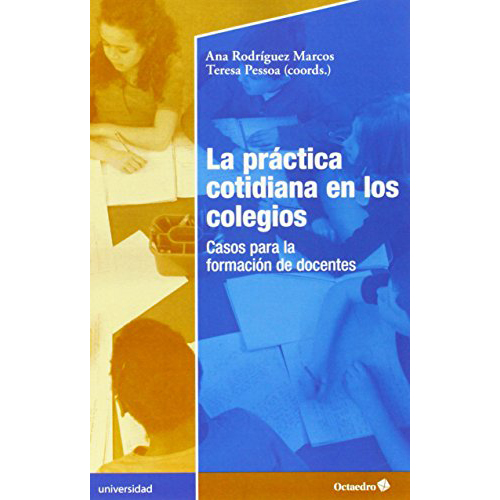 Ana Rodríguez Marcos
Teresa Pessoa (coords.)
La práctica
cotidiana en los
colegios
Casos para la
formación de docentes
universidad
Octaedro